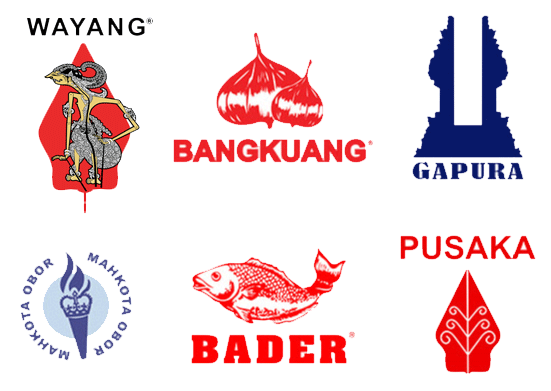 WAYANG®
BANGKUANG®
GAPURA
MAHKOTA OBOR
MAHKOTA OBOR
BADER®
PUSAKA